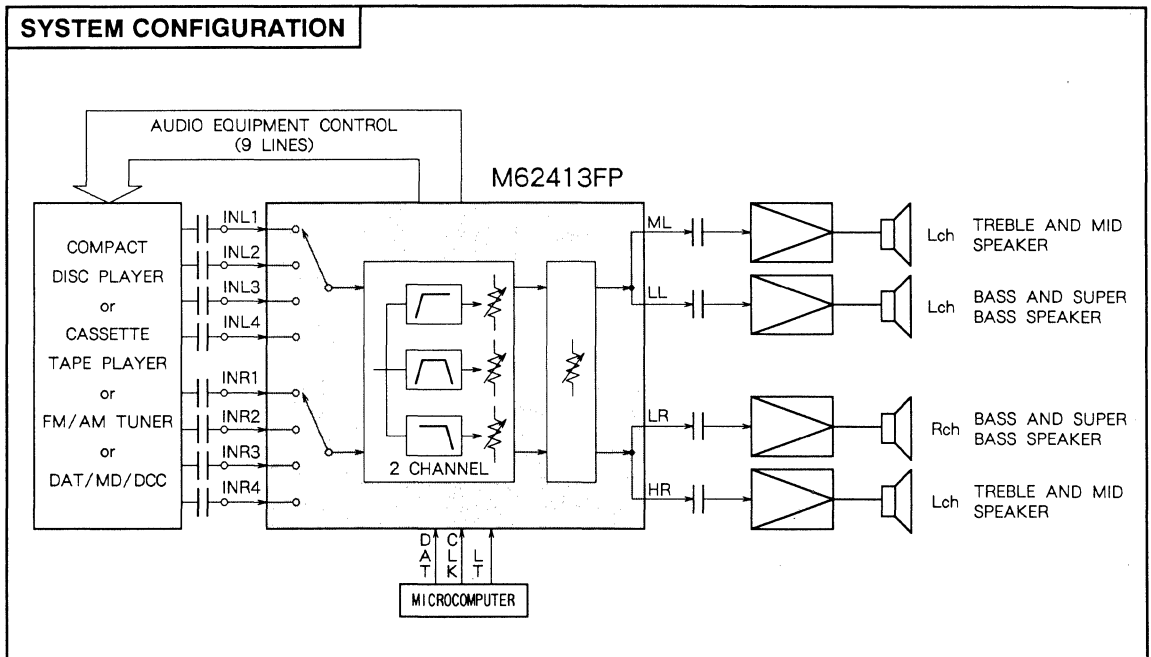 SYSTEM CONFIGURATION
AUDIO EQUIPMENT CONTROL
(9 LINES)
M62413FP
COMPACT
DISC PLAYER
or
CASSETTE
TAPE PLAYER
or
FM/AM TUNER
or
DAT/MD/DCC
INL1
INL2
INL3
INL4
INR1
INR2
INR3
INR4
2 CHANNEL
ML
LL
LR
HR
Lch
TREBLE AND MID
SPEAKER
Lch
BASS AND SUPER
BASS SPEAKER
Rch
BASS AND SUPER
BASS SPEAKER
Lch
TREBLE AND MID
SPEAKER
DAT
CLK
LT
MICROCOMPUTER